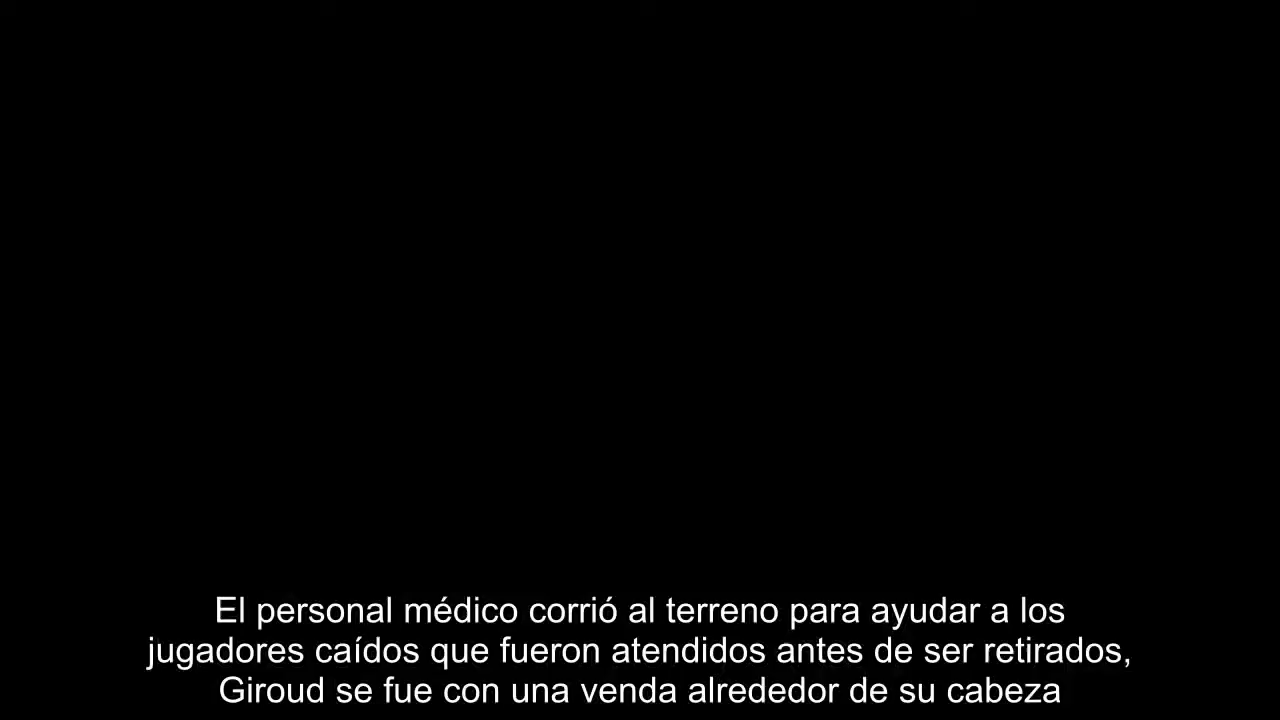 El personal médico corrió al terreno para ayudar a los
jugadores caídos que fueron atendidos antes de ser retirados,
Giroud se fue con una venda alrededor de su cabeza